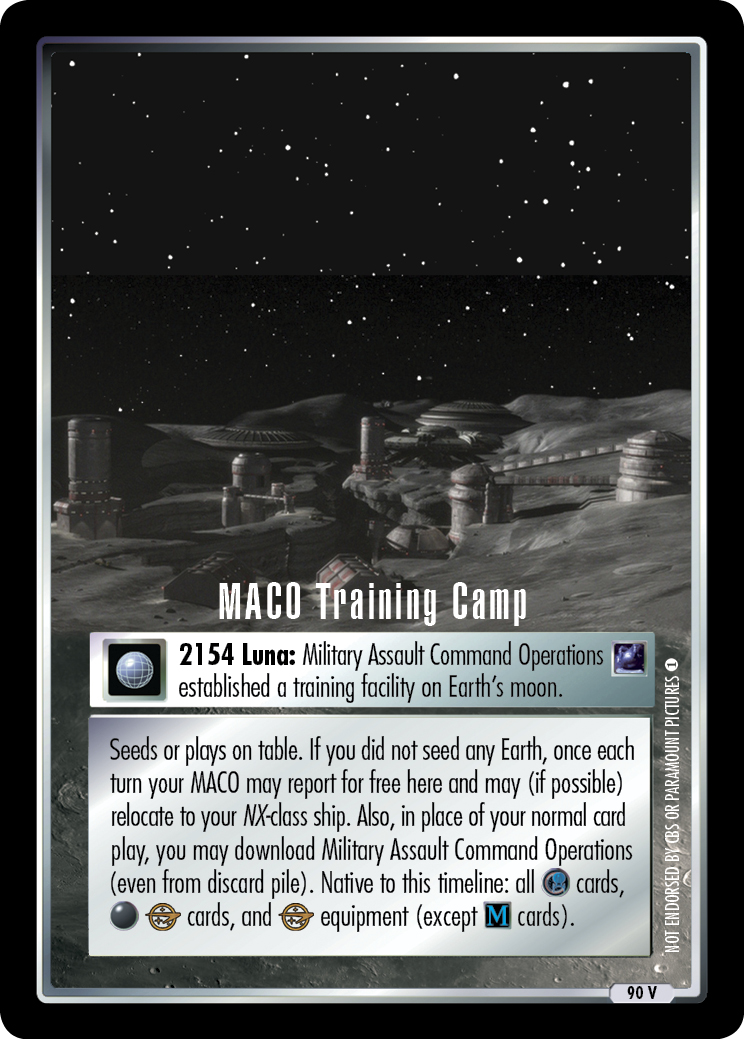 MACO Training Camp
2154 Luna: Military Assault Command Operations
established a training facility on Earth's moon.
Seeds or plays on table. If you did not seed any Earth, once each
turn your MACO may report for free here and may (if possible)
relocate to your NX-class ship. Also, in place of your normal card
play, you may download Military Assault Command Operations
(even from discard pile). Native to this timeline: all cards,
cards, and equipment (except M cards).
NOT ENDORSED BY CBS OR PARAMOUNT PICTURES 1
90 V